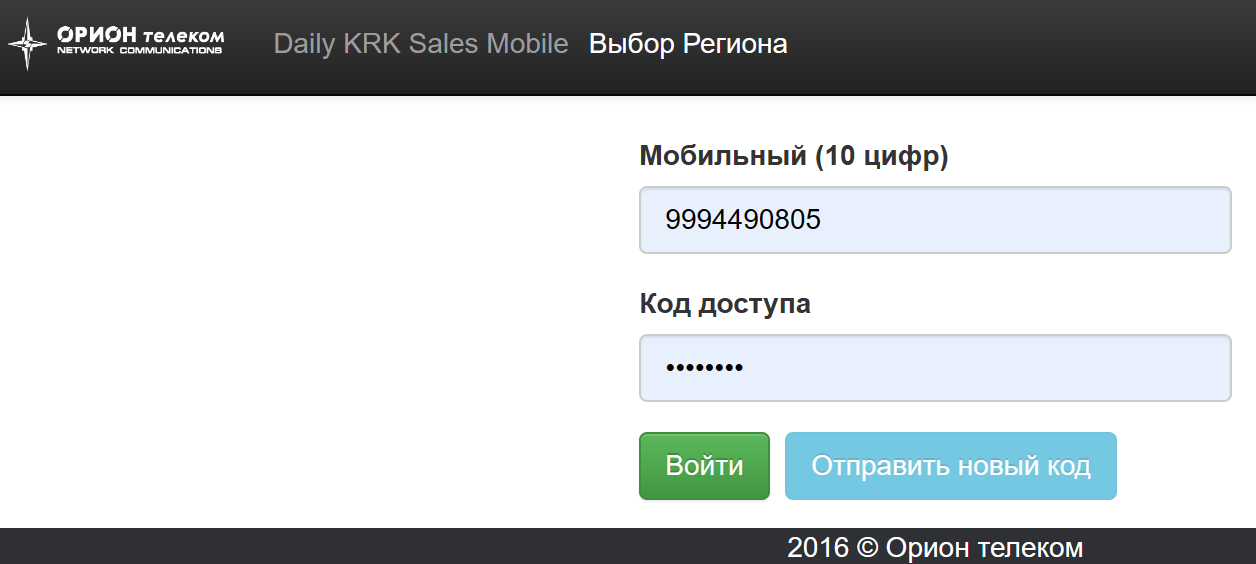 ОРИОН телеком
NETWORK COMMUNICATIONS
Daily KRK Sales Mobile Выбор Региона
Мобильный (10 цифр)
9994490805
Код доступа
••••••••
Войти Отправить новый код
2016 © Орион телеком